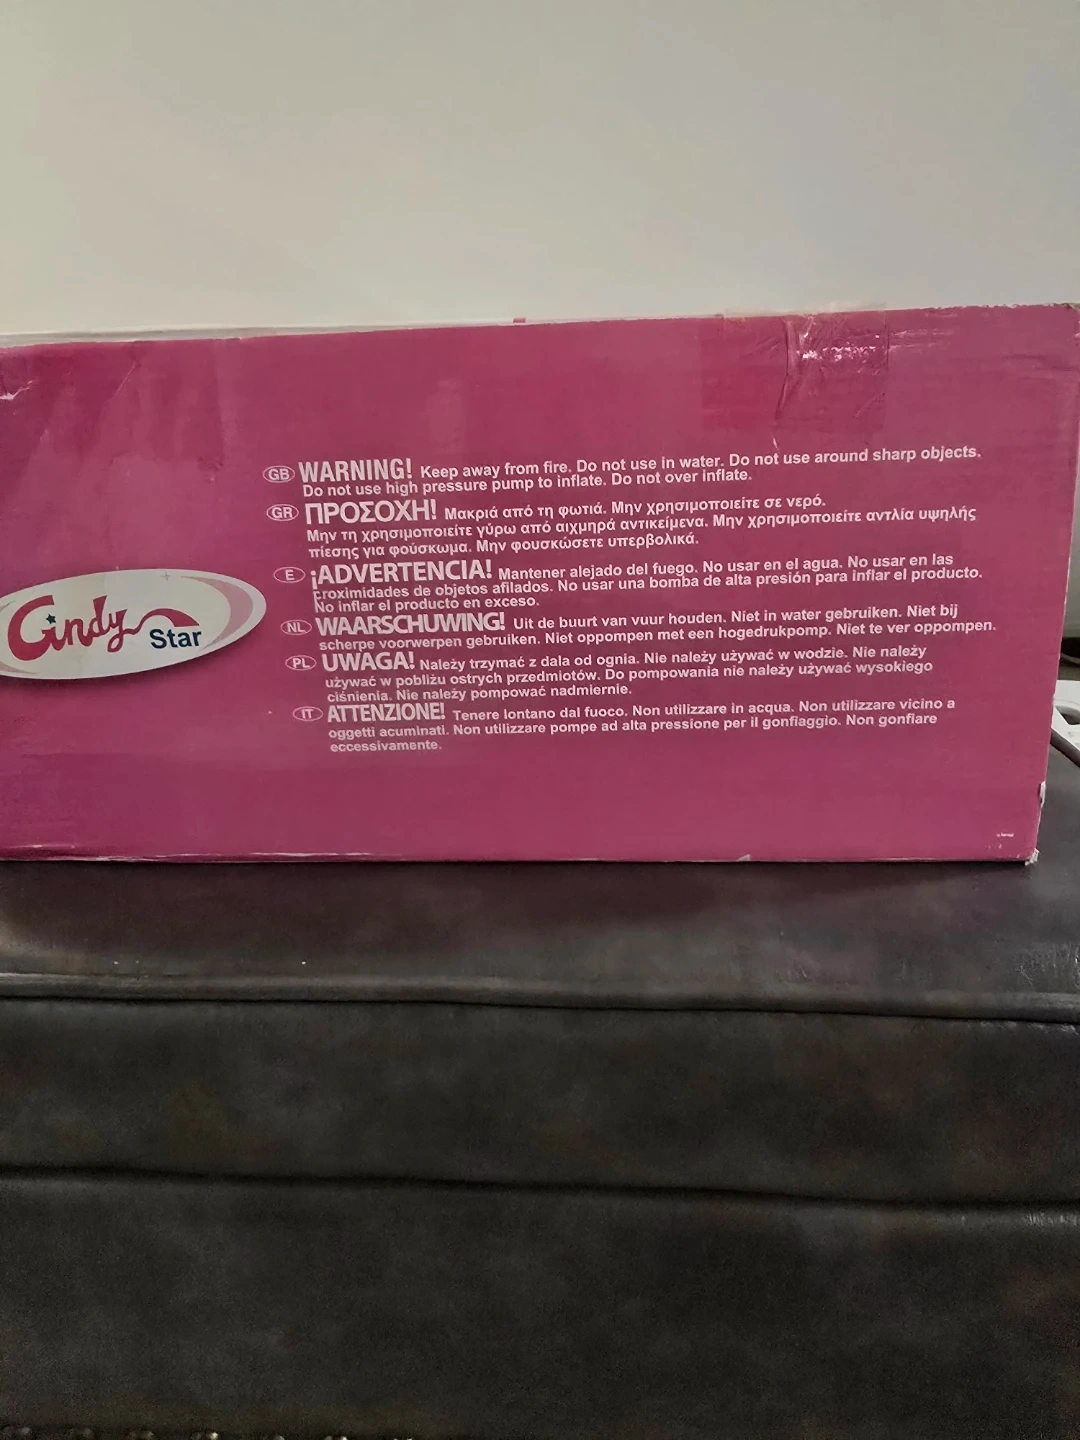 Cindy
Star
GB WARNING! Keep away from fire. Do not use in water. Do not use around sharp objects.
Do not use high pressure pump to inflate. Do not over inflate.
GR ΠΡΟΣΟΧΗ! Μακριά από τη φωτιά. Μην χρησιμοποιείτε σε νερό.
Μην τη χρησιμοποιείτε γύρω από αιχμηρά αντικείμενα. Μην χρησιμοποιείτε αντλία υψηλής
πίεσης για φούσκωμα. Μην φουσκώσετε υπερβολικά.
E ¡ADVERTENCIA! Mantener alejado del fuego. No usar en el agua. No usar en las
proximidades de objetos afilados. No usar una bomba de alta presión para inflar el producto.
No inflar el producto en exceso.
NL WAARSCHUWING! Uit de buurt van vuur houden. Niet in water gebruiken. Niet bij
scherpe voorwerpen gebruiken. Niet oppompen met een hogedrukpomp. Niet te ver oppompen.
PL UWAGA! Należy trzymać z dala od ognia. Nie należy używać w wodzie. Nie należy
używać w pobliżu ostrych przedmiotów. Do pompowania nie należy używać wysokiego
ciśnienia. Nie należy pompować nadmiernie.
IT ATTENZIONE! Tenere lontano dal fuoco. Non utilizzare in acqua. Non utilizzare vicino a
oggetti acuminati. Non utilizzare pompe ad alta pressione per il gonfiaggio. Non gonfiare
eccessivamente.